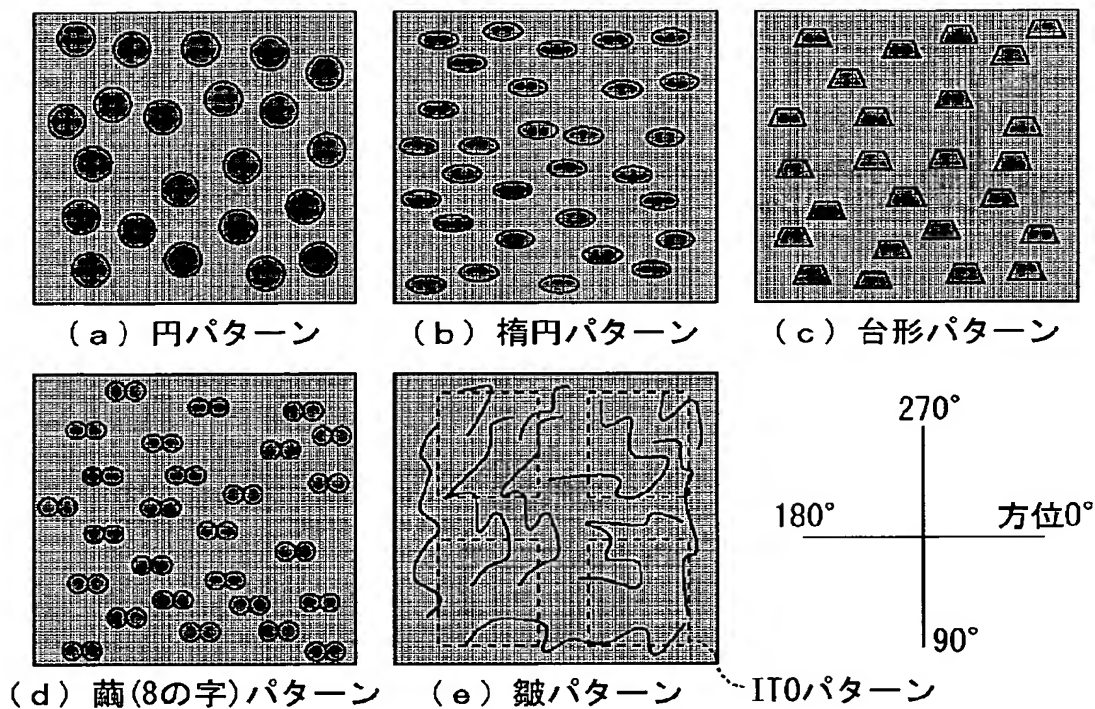 (a) 円パターン
(b) 楕円パターン
(c) 台形パターン
270°
180°
方位0°
90°
(d) 繭(8の字)パターン
(e) 皺パターン
ITOパターン